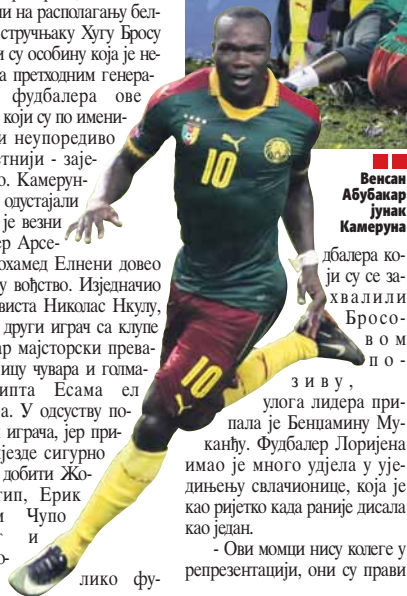 ли на располагању бел-
стручњаку Хугу Бросу
и су особину која је не-
а претходним генера-
фудбалера ове
који су по имени-
и неупоредиво
етнији - заје-
о. Камерун-
одустајали
је везни
ер Арсе-
охамед Елнени довео
у вођство. Изједначио
виста Николас Нкулу,
други играч са клупе
ар мајсторски прева-
ницу чувара и голма-
ипта Есама ел
а. У одсуству по-
играча, јер при-
језде сигурно
добити Жо-
тип, Ерик
и Чупо
г и
о-
лико фу-
10
10
Венсан
Абубакар
јунак
Камеруна
дбалера ко-
ји су се за-
хвалили
Бросо-
вом
по-
зиву,
улога лидера при-
пала је Бенџамину Му-
канђу. Фудбалер Лоријена
имао је много удјела у ује-
дињењу свлачионице, која је
као ријетко када раније дисала
као један.
- Ови момци нису колеге у
репрезентацији, они су прави